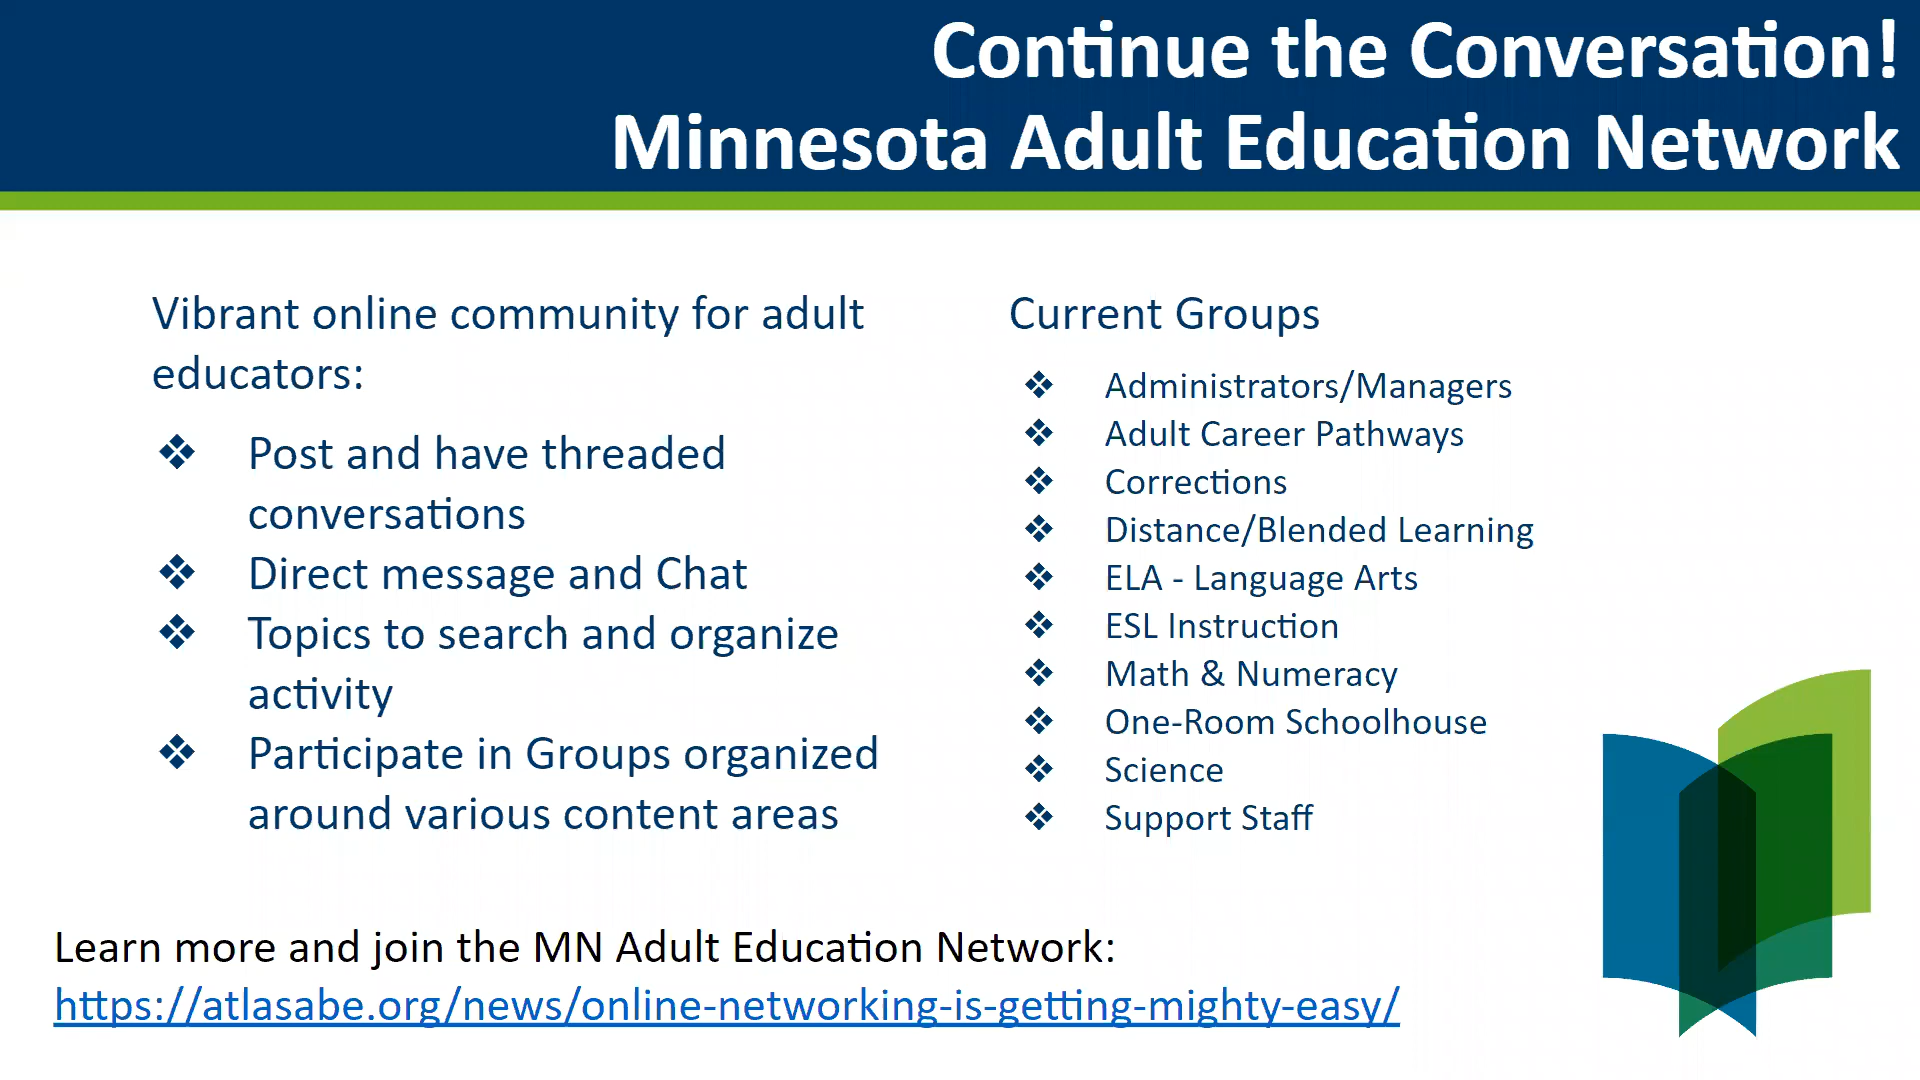 Continue the Conversation!
Minnesota Adult Education Network
Vibrant online community for adult
educators:
❖ Post and have threaded
conversations
❖ Direct message and Chat
❖ Topics to search and organize
activity
❖ Participate in Groups organized
around various content areas
Current Groups
❖ Administrators/Managers
❖ Adult Career Pathways
❖ Corrections
❖ Distance/Blended Learning
❖ ELA - Language Arts
❖ ESL Instruction
❖ Math & Numeracy
❖ One-Room Schoolhouse
❖ Science
❖ Support Staff
Learn more and join the MN Adult Education Network:
https://atlasabe.org/news/online-networking-is-getting-mighty-easy/